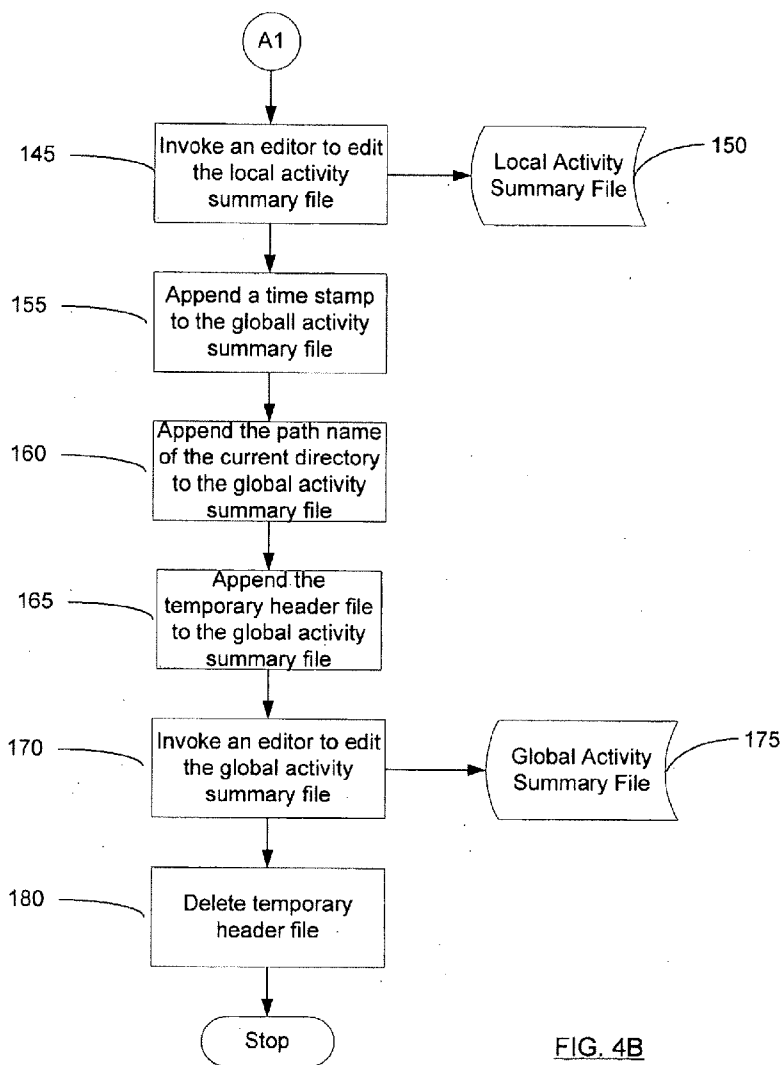 A1
145
Invoke an editor to edit
the local activity
summary file
Local Activity
Summary File
150
155
Append a time stamp
to the globall activity
summary file
160
Append the path name
of the current directory
to the global activity
summary file
165
Append the
temporary header file
to the global activity
summary file
170
Invoke an editor to edit
the global activity
summary file
Global Activity
Summary File
175
180
Delete temporary
header file
Stop
FIG. 4B